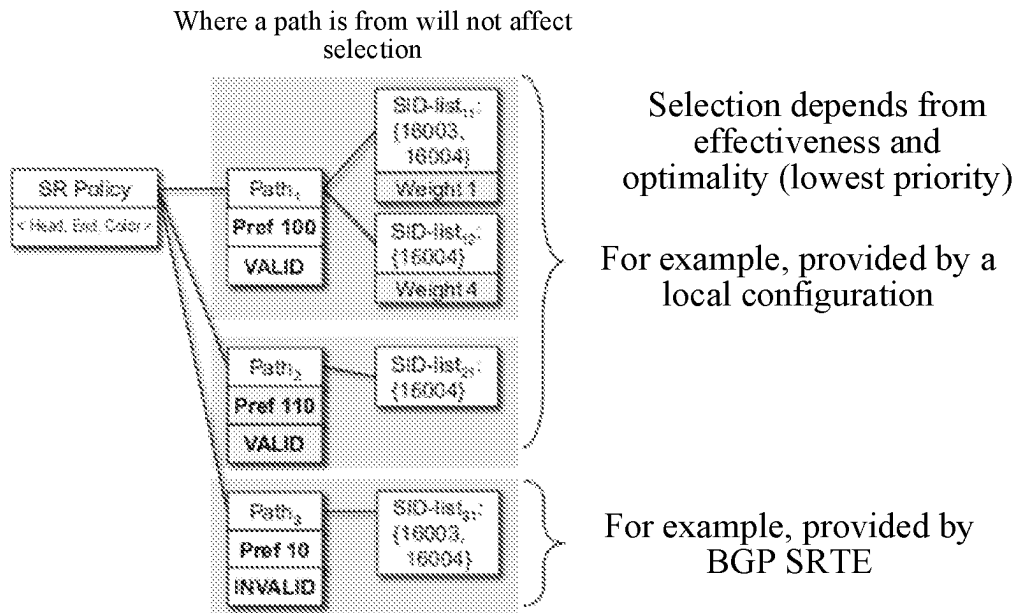 Where a path is from will not affect
selection
SR Policy
< Head, End, Color >
Path1
Pref 100
VALID
SID-list11:
{16003,
16004}
Weight 1
SID-list12:
{16004}
Weight 4
Path2
Pref 110
VALID
SID-list21:
{16004}
Path3
Pref 10
INVALID
SID-list31:
{16003,
16004}
Selection depends from
effectiveness and
optimality (lowest priority)
For example, provided by a
local configuration
For example, provided by
BGP SRTE